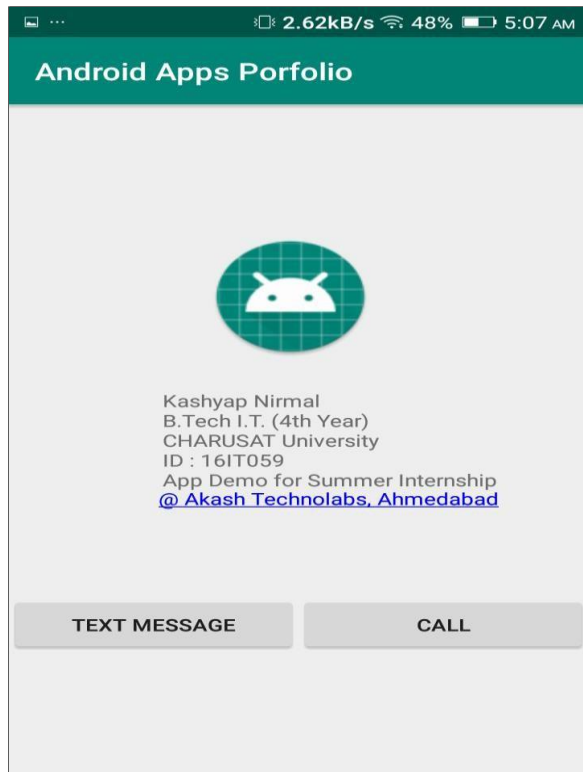 2.62kB/s 48% 5:07 AM
Android Apps Porfolio
Kashyap Nirmal
B.Tech I.T. (4th Year)
CHARUSAT University
ID : 16IT059
App Demo for Summer Internship
@ Akash Technolabs, Ahmedabad
TEXT MESSAGE CALL